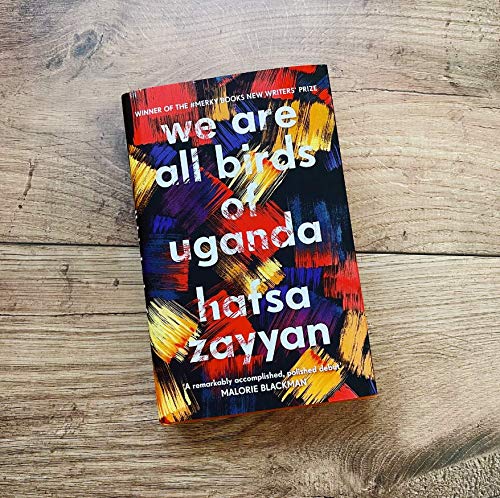 WINNER OF THE #MERKY BOOKS NEW WRITERS' PRIZE
we are
all birds
of
uganda
hafsa
zayyan
'A remarkably accomplished, polished debut'
MALORIE BLACKMAN